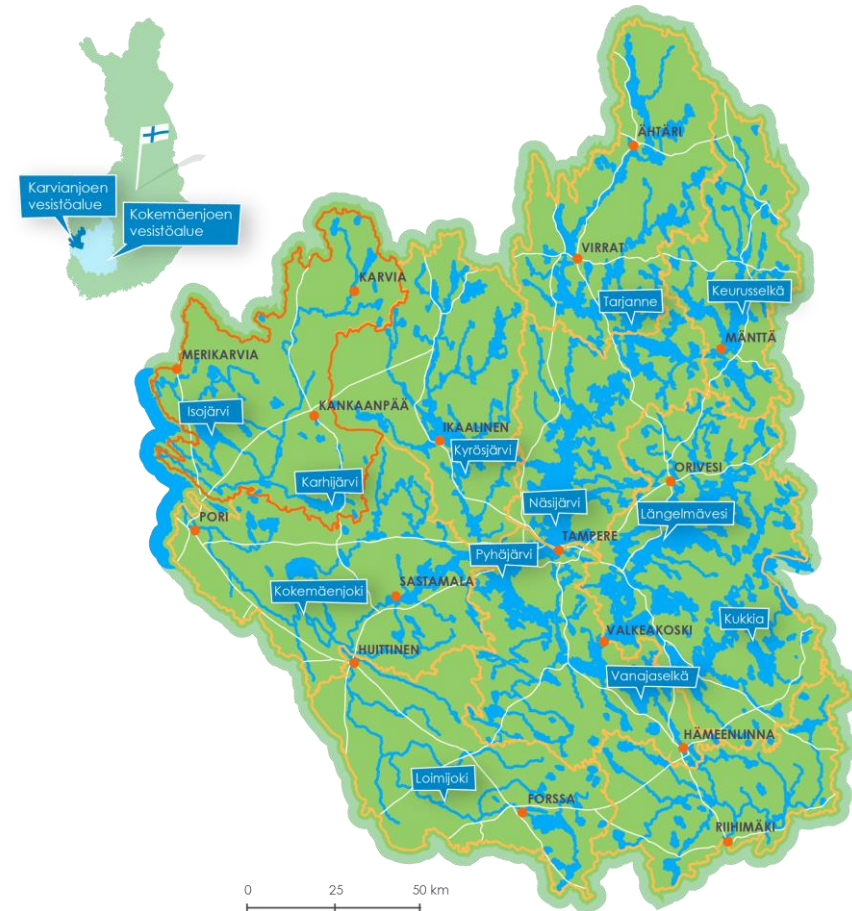 Karvianjoen
vesistöalue
Kokemäenjoen
vesistöalue
ÄHTÄRI
VIRRAT
KARVIA
Tarjanne
Keurusselkä
MÄNTTÄ
MERIKARVIA
Isojärvi
KANKAANPÄÄ
IKAALINEN
Kyrösjärvi
Karhijärvi
ORIVESI
Näsijärvi
Längelmävesi
PORI
TAMPERE
Pyhäjärvi
Kokemäenjoki
SASTAMALA
Kukkia
VALKEAKOSKI
HUITTINEN
Vanajaselkä
HÄMEENLINNA
Loimijoki
FORSSA
RIIHIMÄKI
0 25 50 km